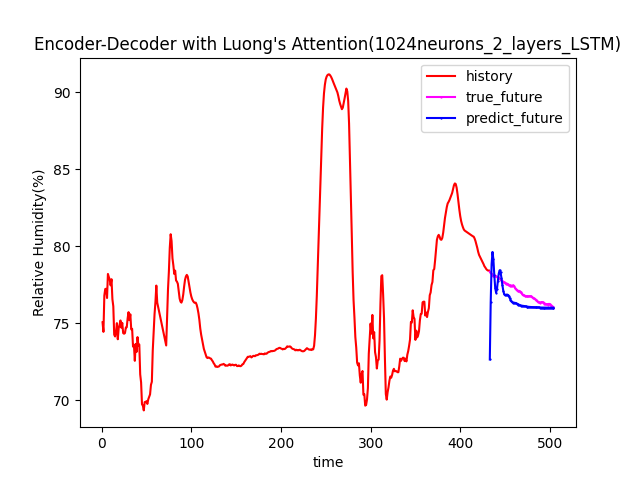 Encoder-Decoder with Luong's Attention(1024neurons_2_layers_LSTM)
history
true_future
predict_future
Relative Humidity(%)
90
85
80
75
70
0 100 200 300 400 500
time